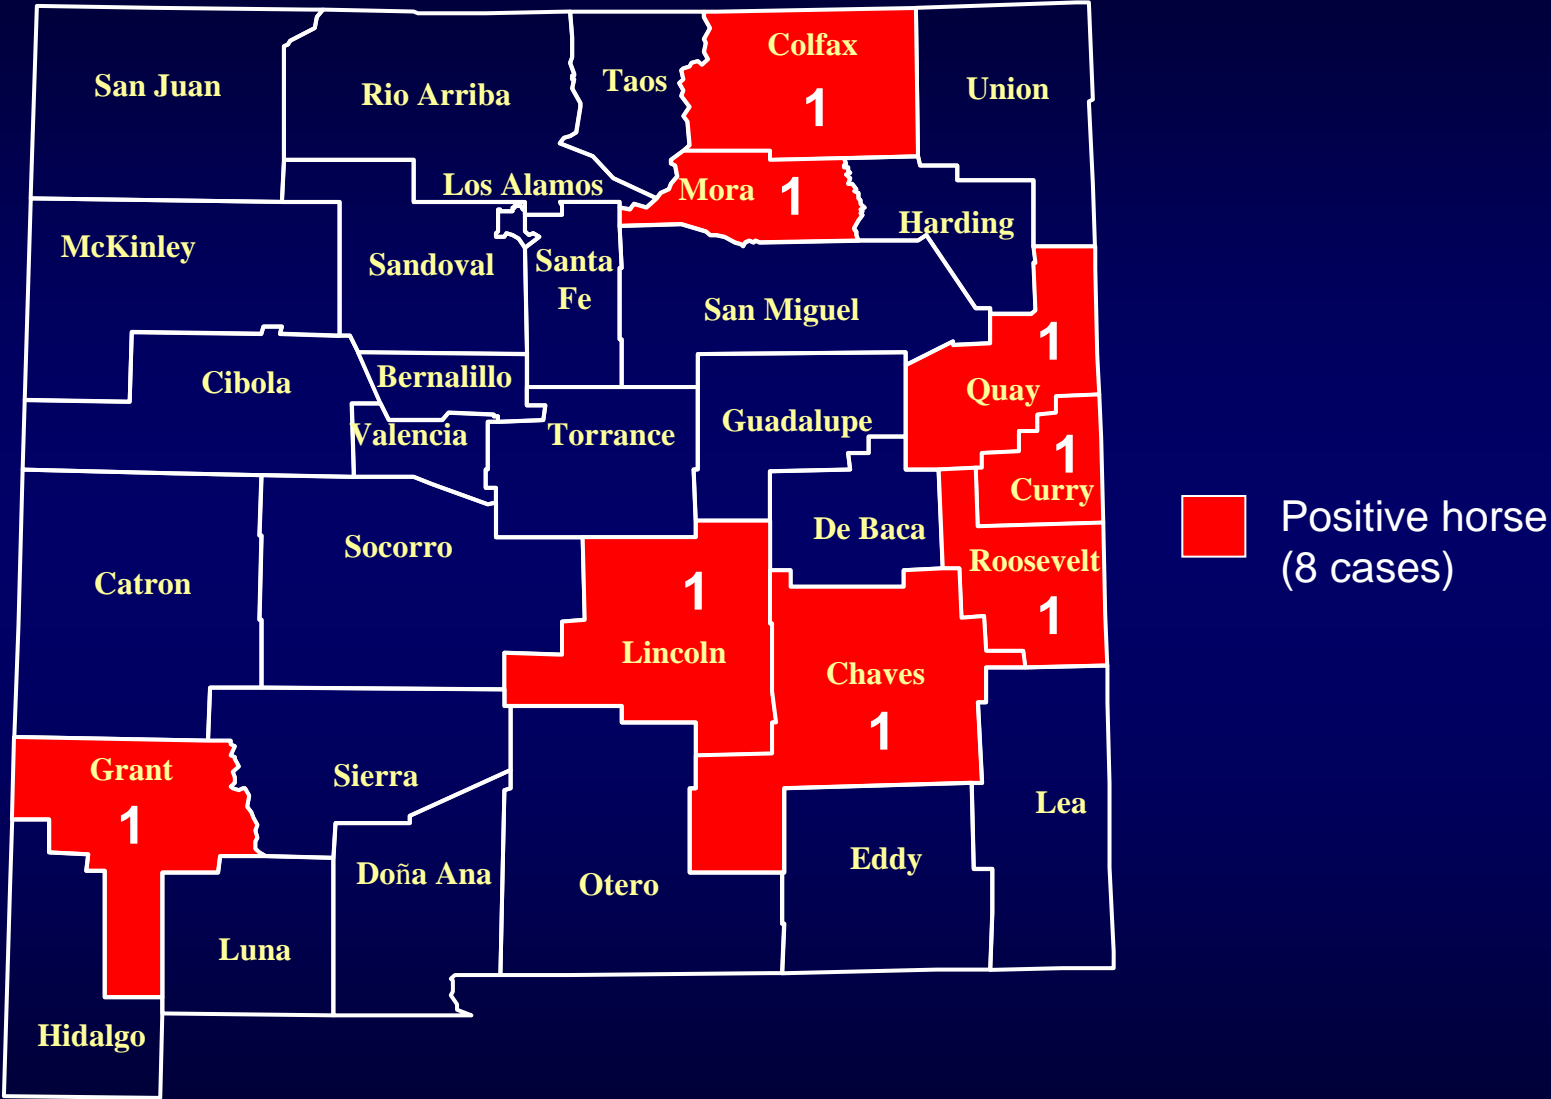 Colfax
1
San Juan
Rio Arriba
Taos
Union
Los Alamos
Mora 1
Harding
McKinley
Sandoval
Santa
Fe
San Miguel
1
Quay
Cibola
Bernalillo
Valencia
Torrance
Guadalupe
1
Curry
De Baca
Positive horse
(8 cases)
Catron
Socorro
1
Lincoln
Roosevelt
1
Chaves
1
Grant
1
Sierra
Lea
Doña Ana
Otero
Eddy
Luna
Hidalgo